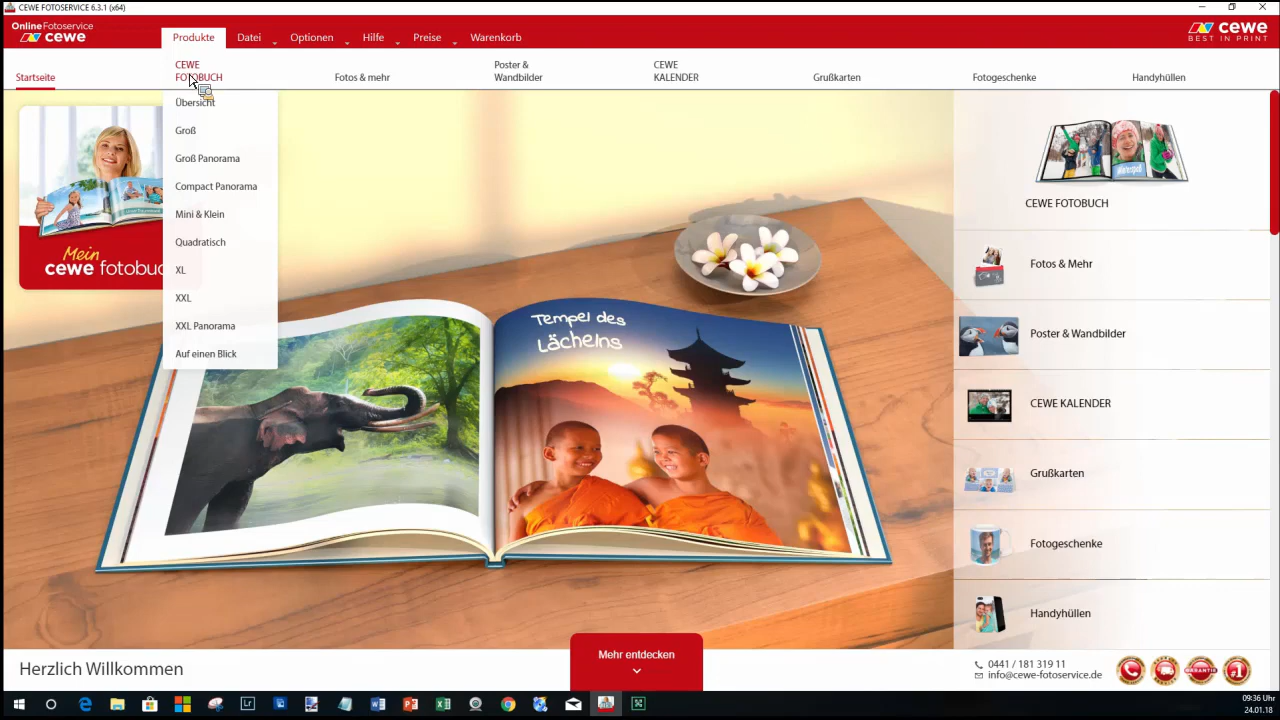 CEWE FOTOSERVICE 6.3.1 (x64)
OnlineFotoservice
cewe
Produkte
Datei
Optionen
Hilfe
Preise
Warenkorb
cewe
BEST IN PRINT
Startseite
CEWE
FOTOBUCH
Fotos & mehr
Poster &
Wandbilder
CEWE
KALENDER
Grußkarten
Fotogeschenke
Handyhüllen
Übersicht
Groß
Groß Panorama
Compact Panorama
Mini & Klein
Quadratisch
XL
XXL
XXL Panorama
Auf einen Blick
Mein
cewe fotobuc
Tempel des
Lächelns
CEWE FOTOBUCH
Fotos & Mehr
Poster & Wandbilder
CEWE KALENDER
Grußkarten
Fotogeschenke
Handyhüllen
Herzlich Willkommen
Mehr entdecken
0441 / 181 319 11
info@cewe-fotoservice.de
GARANTIE
#1
09:36 Uhr
24.01.18